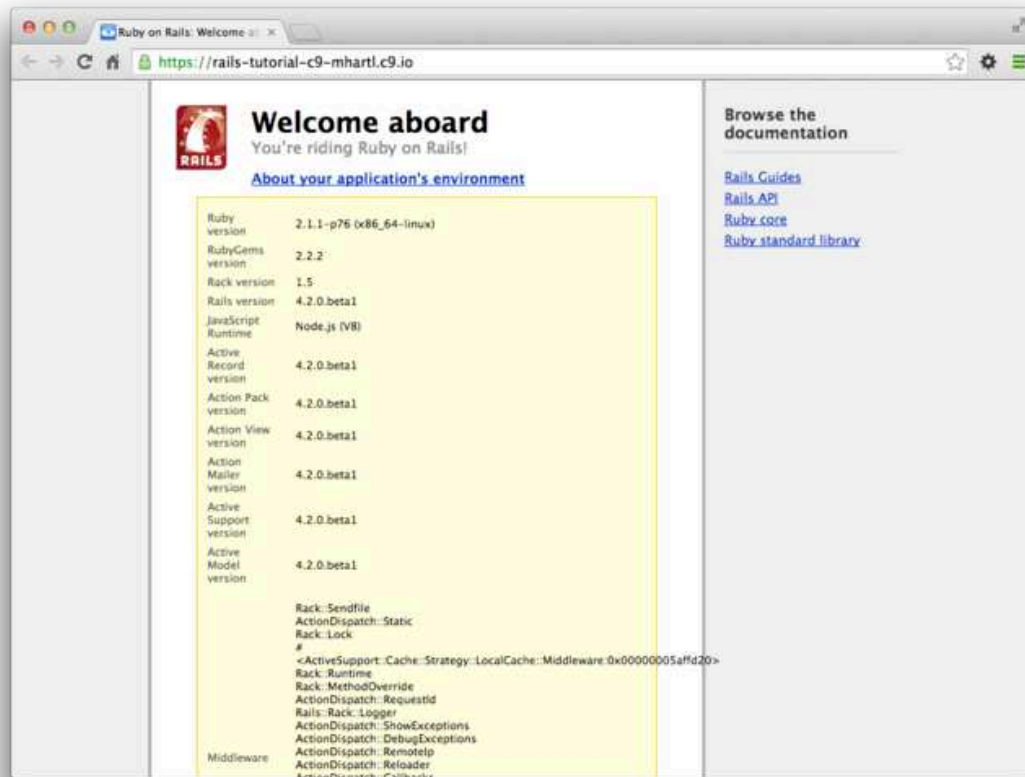 Ruby on Rails: Welcome a
https://rails-tutorial-c9-mhartl.c9.io
RAILS
Welcome aboard
You're riding Ruby on Rails!
About your application's environment
Ruby version 2.1.1-p76 (x86_64-linux)
RubyGems version 2.2.2
Rack version 1.5
Rails version 4.2.0.beta1
JavaScript Runtime Node.js (V8)
Active Record version 4.2.0.beta1
Action Pack version 4.2.0.beta1
Action View version 4.2.0.beta1
Action Mailer version 4.2.0.beta1
Active Support version 4.2.0.beta1
Active Model version 4.2.0.beta1
Middleware
Rack::Sendfile
ActionDispatch::Static
Rack::Lock
#
<ActiveSupport::Cache::Strategy::LocalCache::Middleware:0x00000005affd20>
Rack::Runtime
Rack::MethodOverride
ActionDispatch::RequestId
Rails::Rack::Logger
ActionDispatch::ShowExceptions
ActionDispatch::DebugExceptions
ActionDispatch::RemoteIp
ActionDispatch::Reloader
ActionDispatch::Callbacks
Browse the
documentation
Rails Guides
Rails API
Ruby core
Ruby standard library